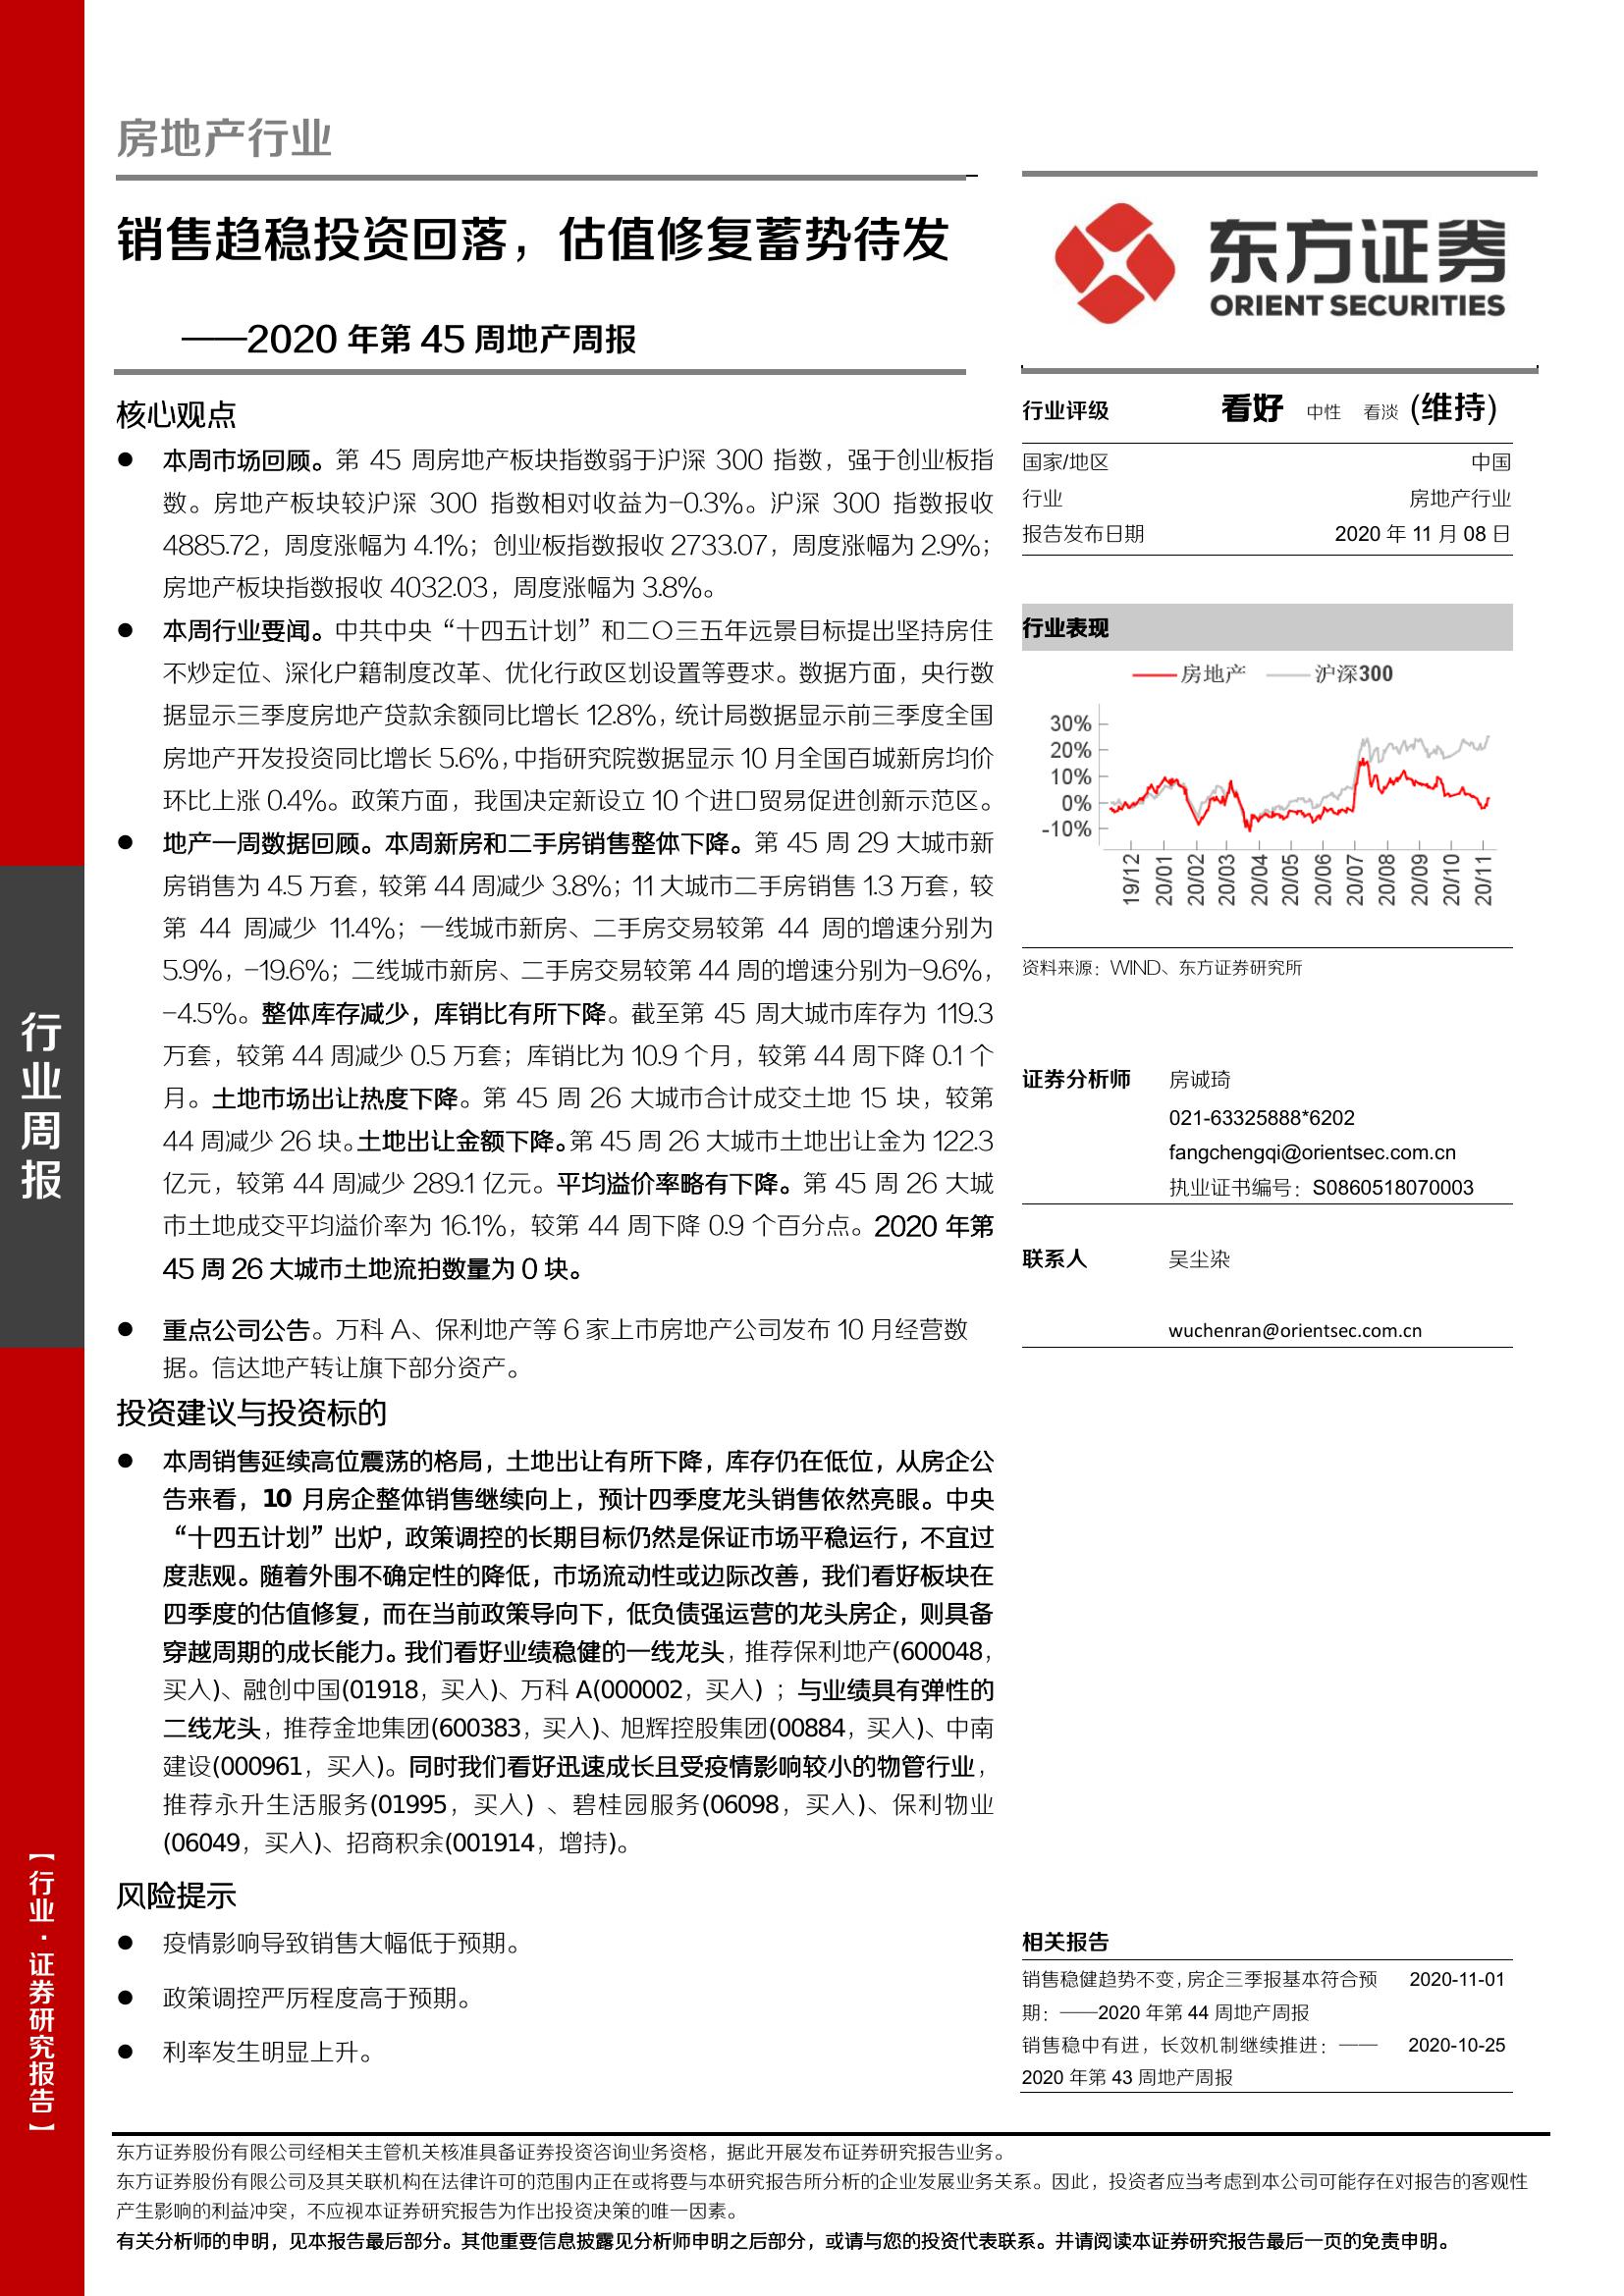 房地产行业
销售趋稳投资回落，估值修复蓄势待发
——2020 年第 45 周地产周报
东方证券
ORIENT SECURITIES
核心观点
● 本周市场回顾。第 45 周房地产板块指数弱于沪深 300 指数，强于创业板指
数。房地产板块较沪深 300 指数相对收益为-0.3%。沪深 300 指数报收
4885.72，周度涨幅为 4.1%；创业板指数报收 2733.07，周度涨幅为 2.9%；
房地产板块指数报收 4032.03，周度涨幅为 3.8%。
● 本周行业要闻。中共中央“十四五计划”和二〇三五年远景目标提出坚持房住
不炒定位、深化户籍制度改革、优化行政区划设置等要求。数据方面，央行数
据显示三季度房地产贷款余额同比增长 12.8%，统计局数据显示前三季度全国
房地产开发投资同比增长 5.6%，中指研究院数据显示 10 月全国百城新房均价
环比上涨 0.4%。政策方面，我国决定新设立 10 个进口贸易促进创新示范区。
● 地产一周数据回顾。本周新房和二手房销售整体下降。第 45 周 29 大城市新
房销售为 4.5 万套，较第 44 周减少 3.8%；11 大城市二手房销售 1.3 万套，较
第 44 周减少 11.4%；一线城市新房、二手房交易较第 44 周的增速分别为
5.9%，-19.6%；二线城市新房、二手房交易较第 44 周的增速分别为-9.6%，
-4.5%。整体库存减少，库销比有所下降。截至第 45 周大城市库存为 119.3
万套，较第 44 周减少 0.5 万套；库销比为 10.9 个月，较第 44 周下降 0.1 个
月。土地市场出让热度下降。第 45 周 26 大城市合计成交土地 15 块，较第
44 周减少 26 块。土地出让金额下降。第 45 周 26 大城市土地出让金为 122.3
亿元，较第 44 周减少 289.1 亿元。平均溢价率略有下降。第 45 周 26 大城
市土地成交平均溢价率为 16.1%，较第 44 周下降 0.9 个百分点。2020 年第
45 周 26 大城市土地流拍数量为 0 块。
● 重点公司公告。万科 A、保利地产等 6 家上市房地产公司发布 10 月经营数
据。信达地产转让旗下部分资产。
投资建议与投资标的
● 本周销售延续高位震荡的格局，土地出让有所下降，库存仍在低位，从房企公
告来看，10 月房企整体销售继续向上，预计四季度龙头销售依然亮眼。中央
“十四五计划”出炉，政策调控的长期目标仍然是保证市场平稳运行，不宜过
度悲观。随着外围不确定性的降低，市场流动性或边际改善，我们看好板块在
四季度的估值修复，而在当前政策导向下，低负债强运营的龙头房企，则具备
穿越周期的成长能力。我们看好业绩稳健的一线龙头，推荐保利地产(600048，
买入)、融创中国(01918，买入)、万科 A(000002，买入)；与业绩具有弹性的
二线龙头，推荐金地集团(600383，买入)、旭辉控股集团(00884，买入)、中南
建设(000961，买入)。同时我们看好迅速成长且受疫情影响较小的物管行业，
推荐永升生活服务(01995，买入) 、碧桂园服务(06098，买入)、保利物业
(06049，买入)、招商积余(001914，增持)。
风险提示
● 疫情影响导致销售大幅低于预期。
● 政策调控严厉程度高于预期。
● 利率发生明显上升。
行业评级 看好 中性 看淡 (维持)
国家/地区 中国
行业 房地产行业
报告发布日期 2020 年 11 月 08 日
行业表现
房地产 沪深300
30%
20%
10%
0%
-10%
19/12 20/01 20/02 20/03 20/04 20/05 20/06 20/07 20/08 20/09 20/10 20/11
资料来源：WIND、东方证券研究所
证券分析师 房诚琦
021-63325888*6202
fangchengqi@orientsec.com.cn
执业证书编号：S0860518070003
联系人 吴尘染
wuchenran@orientsec.com.cn
相关报告
销售稳健趋势不变，房企三季报基本符合预 2020-11-01
期：——2020 年第 44 周地产周报
销售稳中有进，长效机制继续推进：—— 2020-10-25
2020 年第 43 周地产周报
行业周报
【行业·证券研究报告】
东方证券股份有限公司经相关主管机关核准具备证券投资咨询业务资格，据此开展发布证券研究报告业务。
东方证券股份有限公司及其关联机构在法律许可的范围内正在或将要与本研究报告所分析的企业发展业务关系。因此，投资者应当考虑到本公司可能存在对报告的客观性
产生影响的利益冲突，不应视本证券研究报告为作出投资决策的唯一因素。
有关分析师的申明，见本报告最后部分。其他重要信息披露见分析师申明之后部分，或请与您的投资代表联系。并请阅读本证券研究报告最后一页的免责申明。